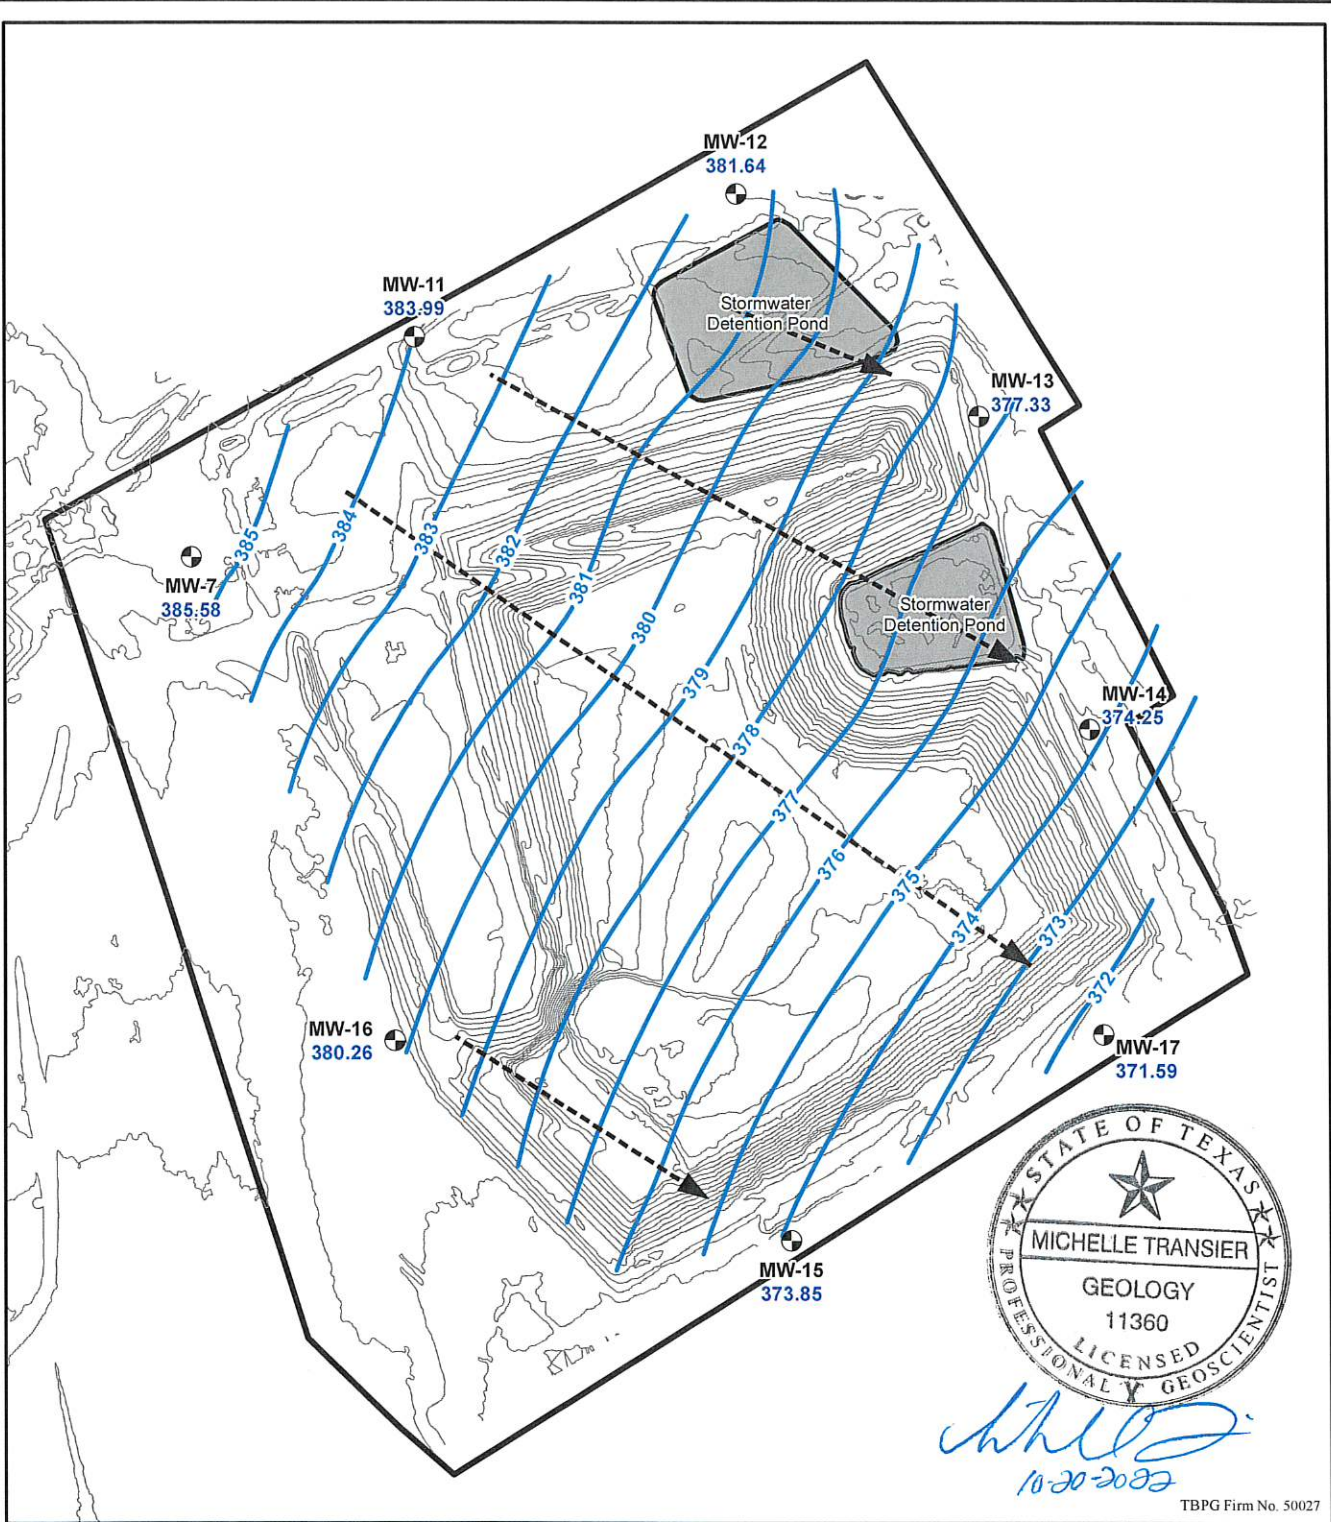 MW-12
381.64
MW-11
383.99
Stormwater
Detention Pond
MW-13
377.33
385
384
383
382
381
380
379
378
377
376
375
374
373
372
MW-7
385.58
Stormwater
Detention Pond
MW-14
374.25
MW-16
380.26
MW-17
371.59
MW-15
373.85
STATE OF TEXAS
MICHELLE TRANSIER
GEOLOGY
11360
LICENSED
PROFESSIONAL GEOSCIENTIST
10-20-2022
TBPG Firm No. 50027